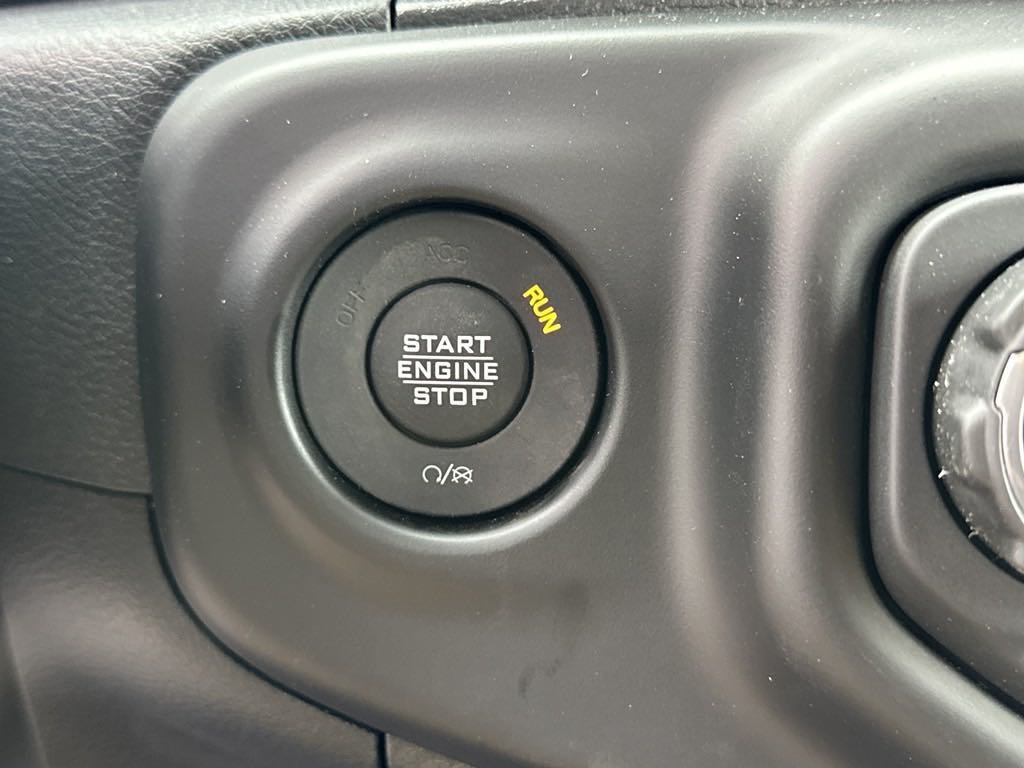 ACC
OFF
RUN
START
ENGINE
STOP